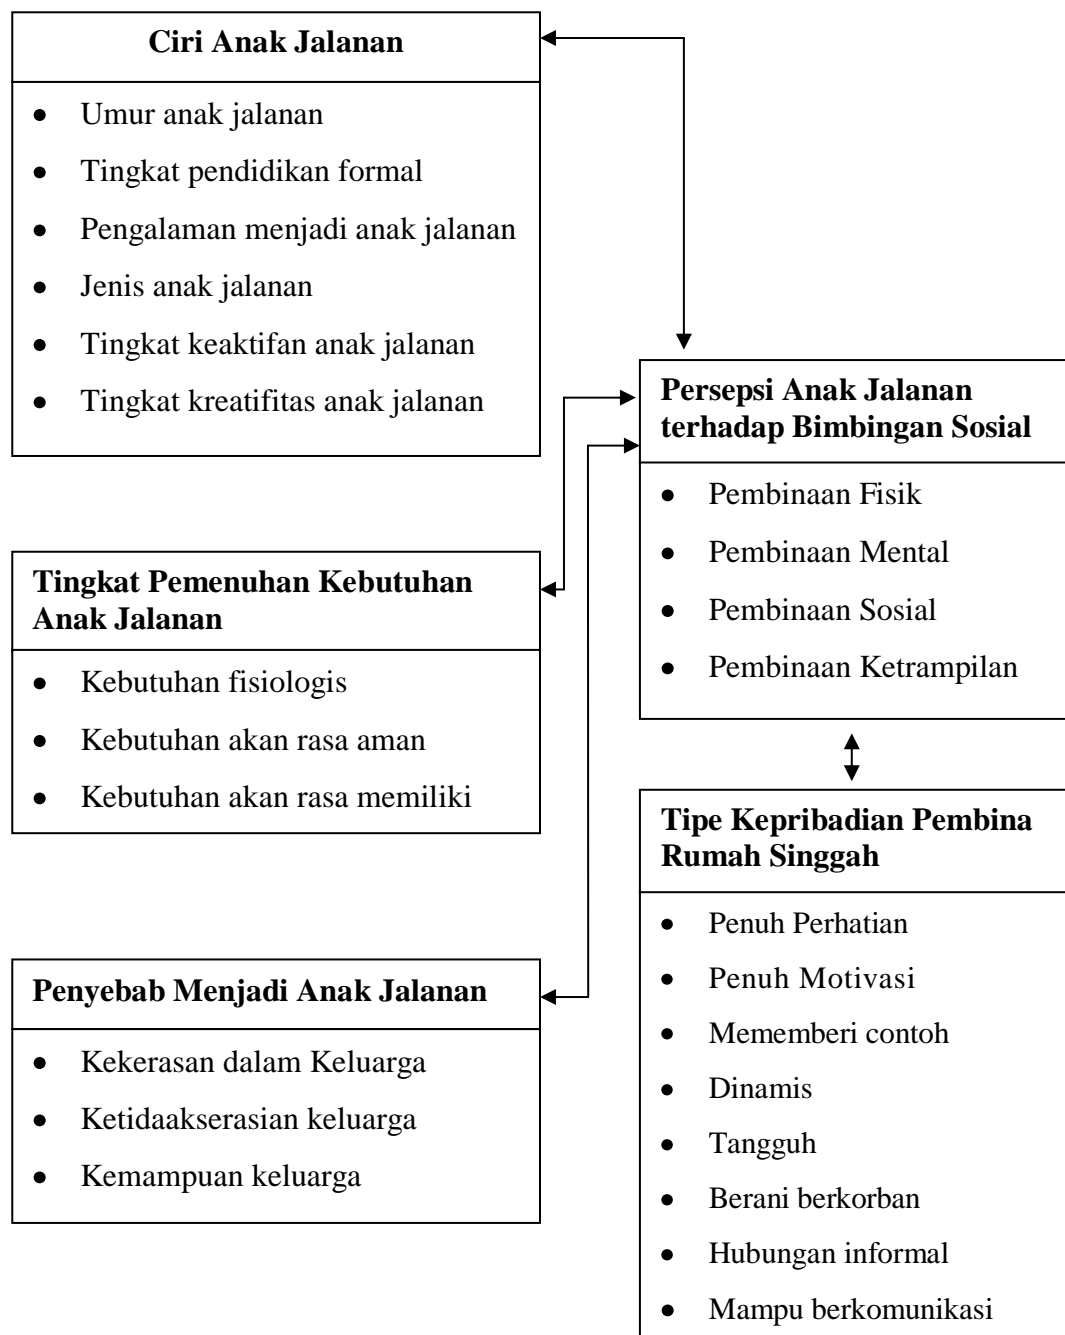 Ciri Anak Jalanan
• Umur anak jalanan
• Tingkat pendidikan formal
• Pengalaman menjadi anak jalanan
• Jenis anak jalanan
• Tingkat keaktifan anak jalanan
• Tingkat kreatifitas anak jalanan
Tingkat Pemenuhan Kebutuhan
Anak Jalanan
• Kebutuhan fisiologis
• Kebutuhan akan rasa aman
• Kebutuhan akan rasa memiliki
Penyebab Menjadi Anak Jalanan
• Kekerasan dalam Keluarga
• Ketidaakserasian keluarga
• Kemampuan keluarga
Persepsi Anak Jalanan
terhadap Bimbingan Sosial
• Pembinaan Fisik
• Pembinaan Mental
• Pembinaan Sosial
• Pembinaan Ketrampilan
Tipe Kepribadian Pembina
Rumah Singgah
• Penuh Perhatian
• Penuh Motivasi
• Mememberi contoh
• Dinamis
• Tangguh
• Berani berkorban
• Hubungan informal
• Mampu berkomunikasi